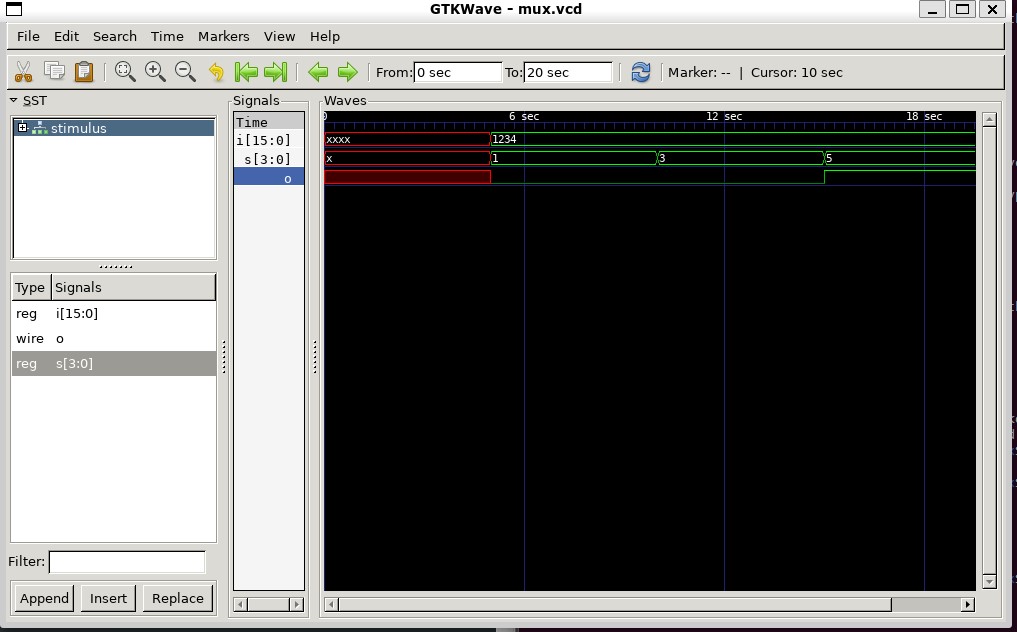 GTKWave - mux.vcd
File Edit Search Time Markers View Help
From: 0 sec To: 20 sec Marker: -- | Cursor: 10 sec
SST
stimulus
Type Signals
reg i[15:0]
wire o
reg s[3:0]
Filter:
Append Insert Replace
Signals
Time
i[15:0]
s[3:0]
o
Waves
0 6 sec 12 sec 18 sec
xxxx 1234
x 1 3 5